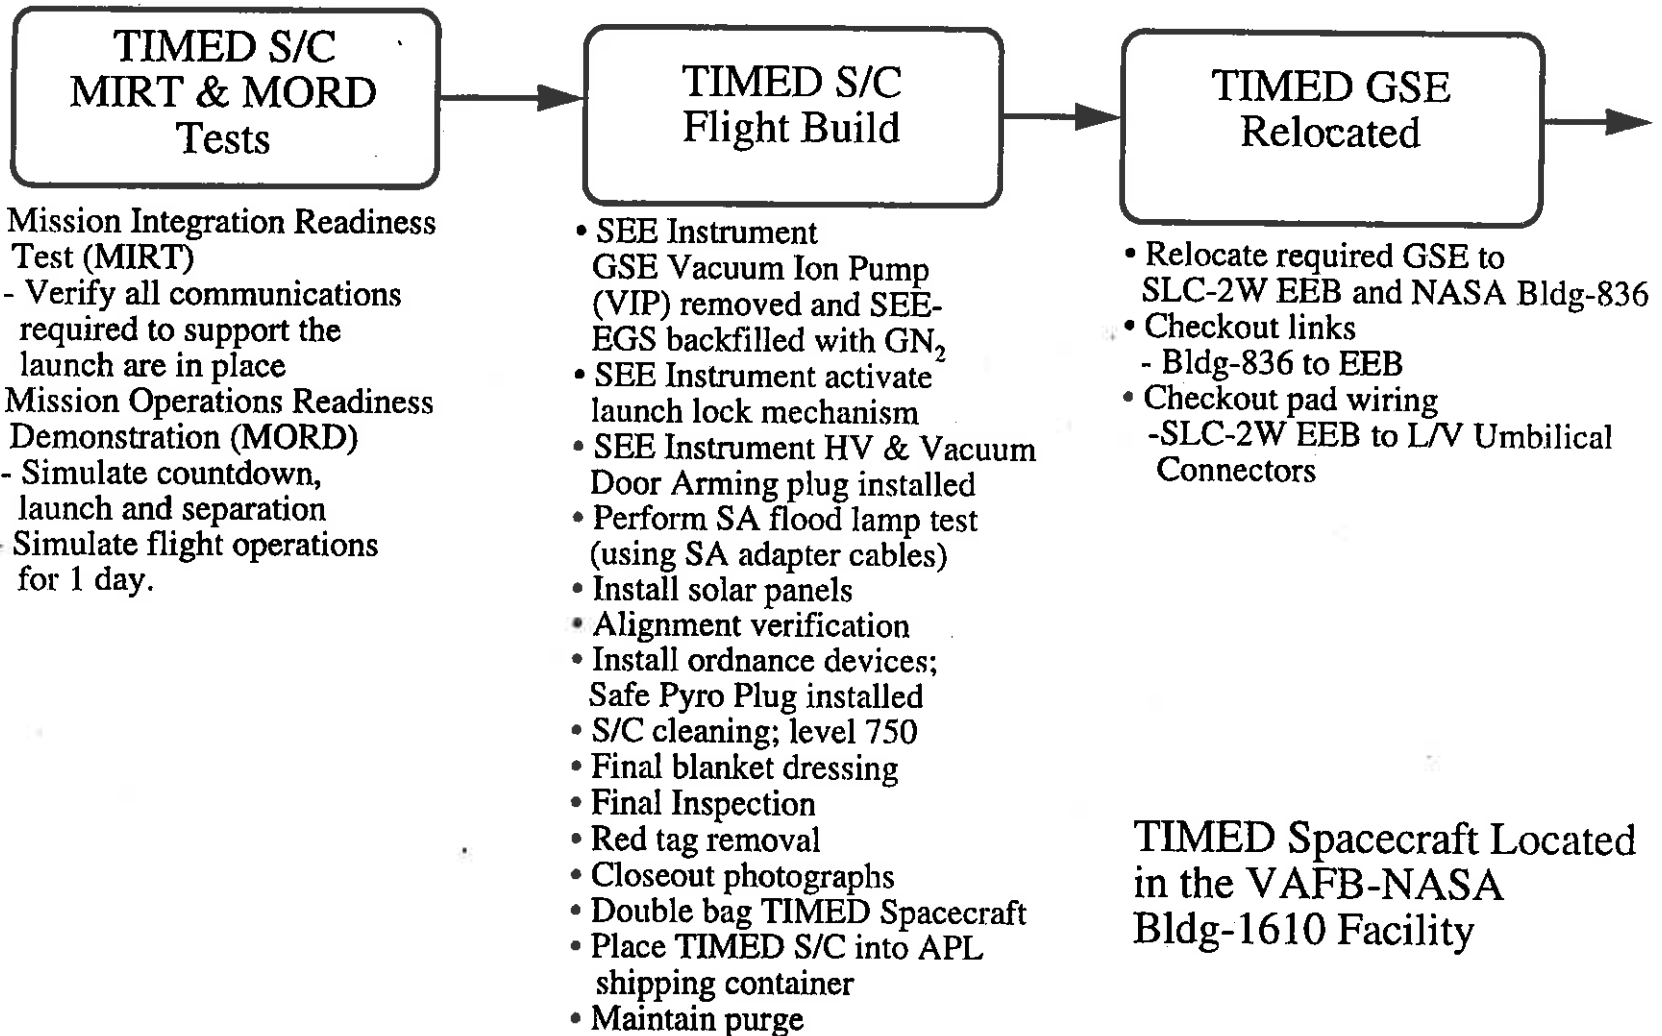 TIMED S/C
MIRT & MORD
Tests
Mission Integration Readiness
Test (MIRT)
- Verify all communications
required to support the
launch are in place
Mission Operations Readiness
Demonstration (MORD)
- Simulate countdown,
launch and separation
- Simulate flight operations
for 1 day.
TIMED S/C
Flight Build
• SEE Instrument
GSE Vacuum Ion Pump
(VIP) removed and SEE-
EGS backfilled with GN₂
• SEE Instrument activate
launch lock mechanism
• SEE Instrument HV & Vacuum
Door Arming plug installed
• Perform SA flood lamp test
(using SA adapter cables)
• Install solar panels
• Alignment verification
• Install ordnance devices;
Safe Pyro Plug installed
• S/C cleaning; level 750
• Final blanket dressing
• Final Inspection
• Red tag removal
• Closeout photographs
• Double bag TIMED Spacecraft
• Place TIMED S/C into APL
shipping container
• Maintain purge
TIMED GSE
Relocated
• Relocate required GSE to
SLC-2W EEB and NASA Bldg-836
• Checkout links
- Bldg-836 to EEB
• Checkout pad wiring
-SLC-2W EEB to L/V Umbilical
Connectors
TIMED Spacecraft Located
in the VAFB-NASA
Bldg-1610 Facility